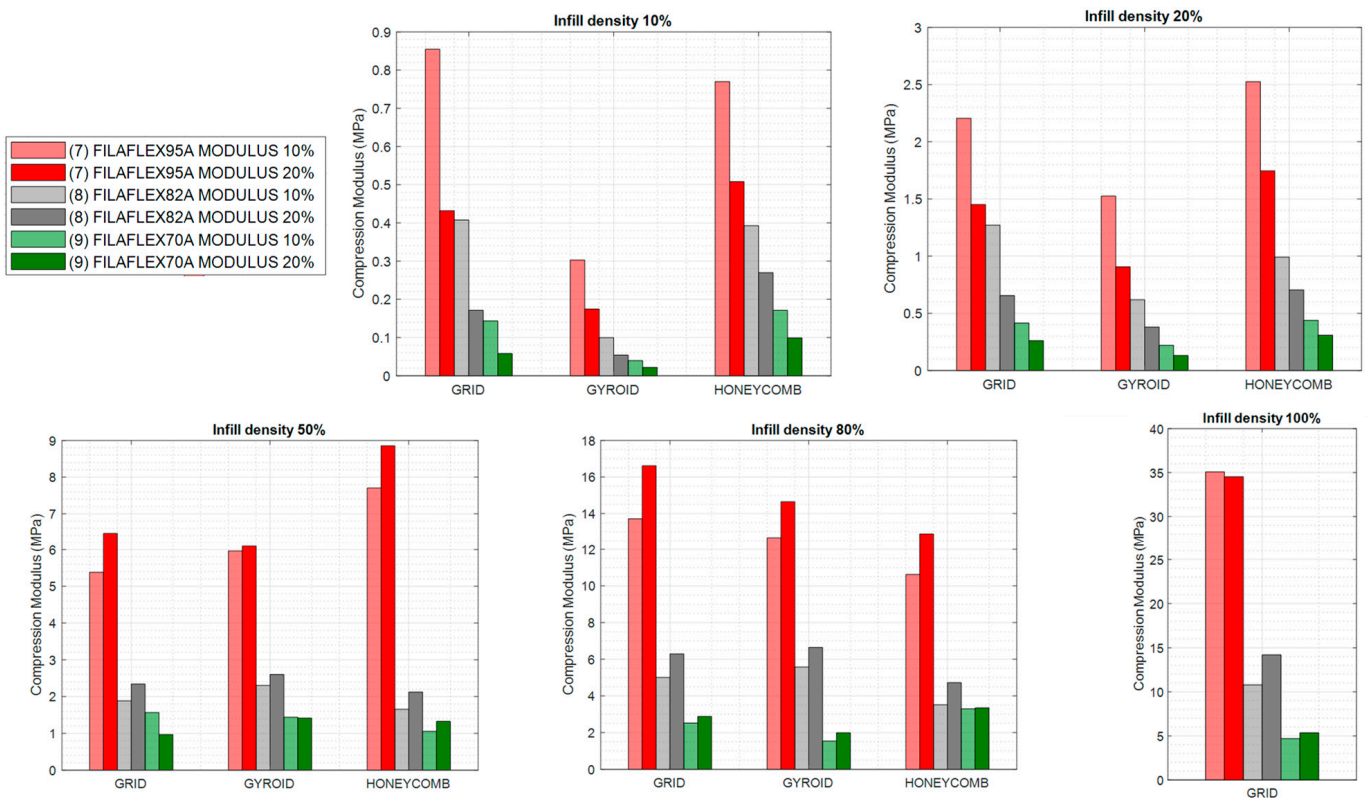 Infill density 10%
0.9
0.8
0.7
0.6
0.5
0.4
0.3
0.2
0.1
0
Compression Modulus (MPa)
GRID GYROID HONEYCOMB
Infill density 20%
3
2.5
2
1.5
1
0.5
0
Compression Modulus (MPa)
GRID GYROID HONEYCOMB
(7) FILAFLEX95A MODULUS 10%
(7) FILAFLEX95A MODULUS 20%
(8) FILAFLEX82A MODULUS 10%
(8) FILAFLEX82A MODULUS 20%
(9) FILAFLEX70A MODULUS 10%
(9) FILAFLEX70A MODULUS 20%
Infill density 50%
9
8
7
6
5
4
3
2
1
0
Compression Modulus (MPa)
GRID GYROID HONEYCOMB
Infill density 80%
18
16
14
12
10
8
6
4
2
0
Compression Modulus (MPa)
GRID GYROID HONEYCOMB
Infill density 100%
40
35
30
25
20
15
10
5
0
Compression Modulus (MPa)
GRID